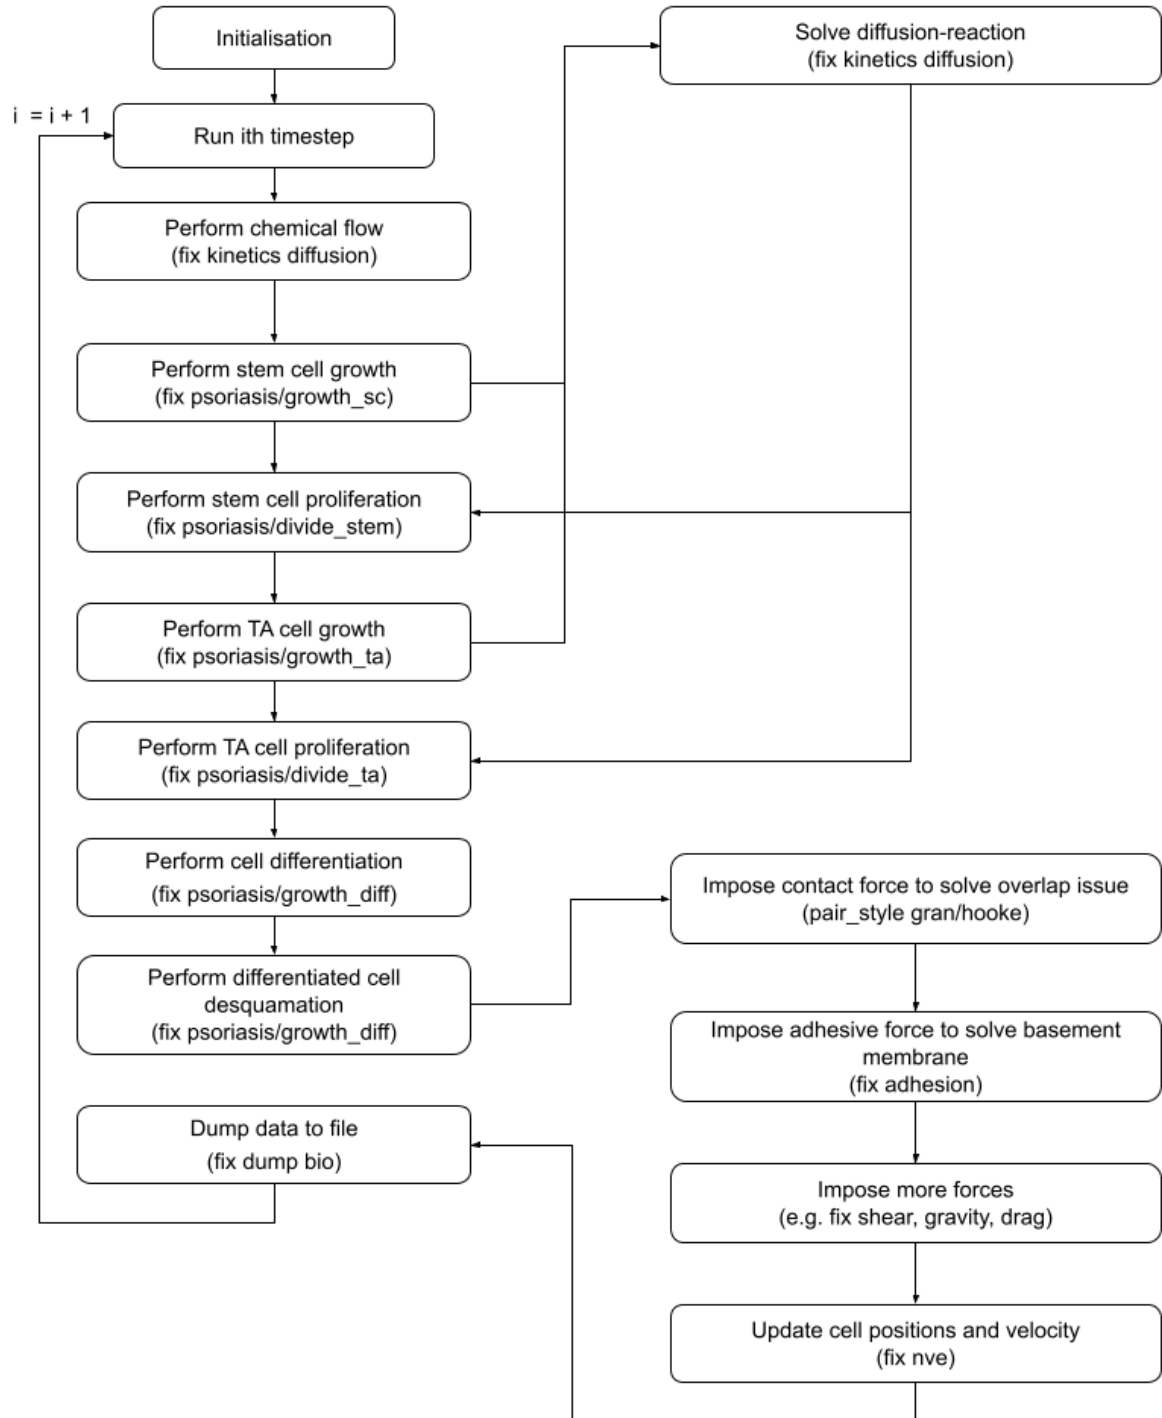 Initialisation
i = i + 1
Run ith timestep
Perform chemical flow
(fix kinetics diffusion)
Perform stem cell growth
(fix psoriasis/growth_sc)
Perform stem cell proliferation
(fix psoriasis/divide_stem)
Perform TA cell growth
(fix psoriasis/growth_ta)
Perform TA cell proliferation
(fix psoriasis/divide_ta)
Perform cell differentiation
(fix psoriasis/growth_diff)
Perform differentiated cell
desquamation
(fix psoriasis/growth_diff)
Dump data to file
(fix dump bio)
Solve diffusion-reaction
(fix kinetics diffusion)
Impose contact force to solve overlap issue
(pair_style gran/hooke)
Impose adhesive force to solve basement
membrane
(fix adhesion)
Impose more forces
(e.g. fix shear, gravity, drag)
Update cell positions and velocity
(fix nve)